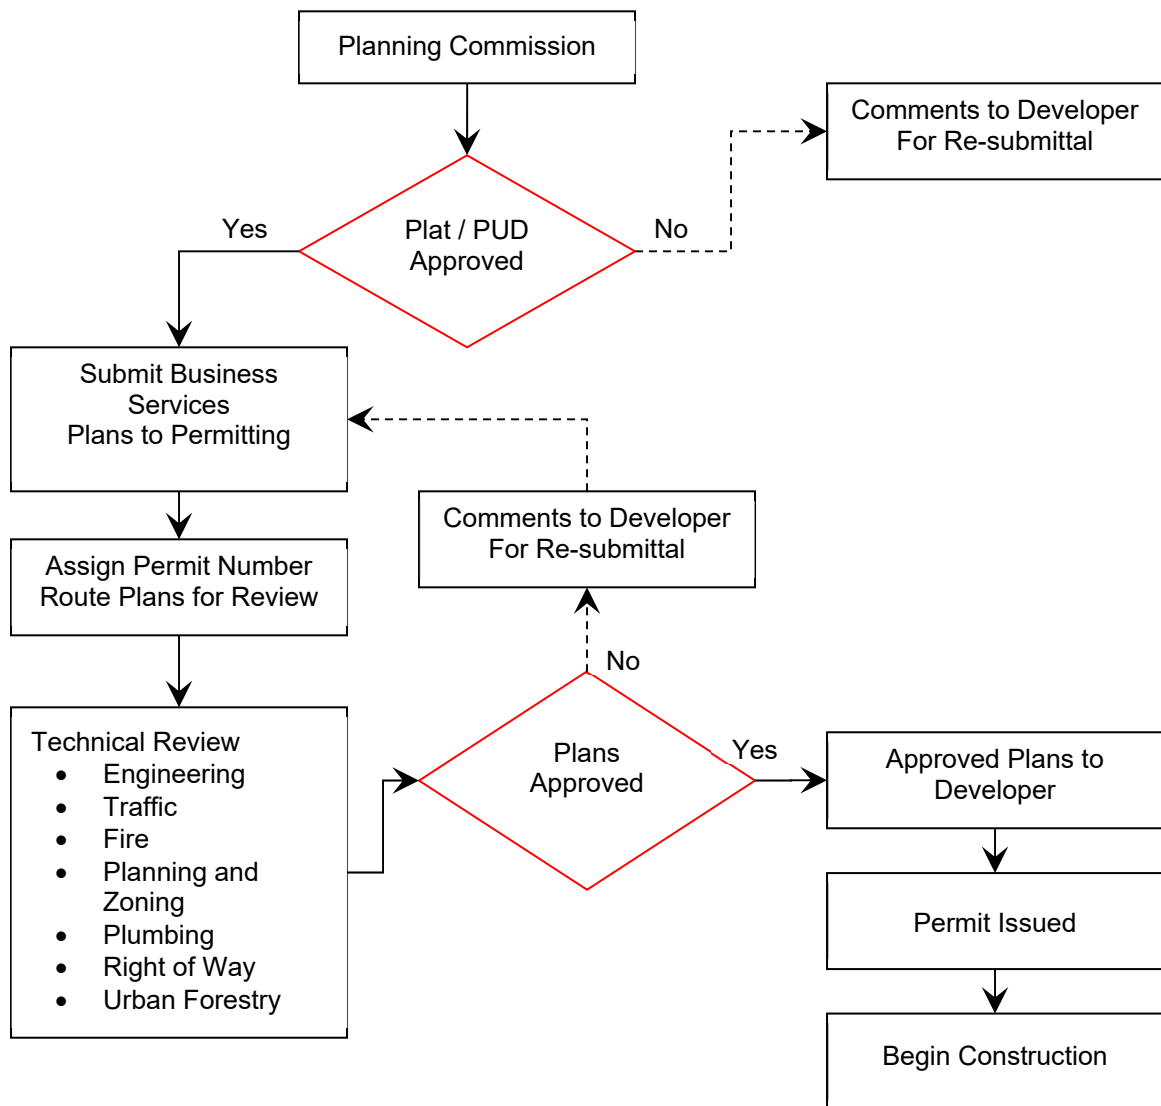 Planning Commission
Comments to Developer
For Re-submittal
Yes
Plat / PUD
Approved
No
Submit Business
Services
Plans to Permitting
Comments to Developer
For Re-submittal
Assign Permit Number
Route Plans for Review
No
Technical Review
• Engineering
• Traffic
• Fire
• Planning and
Zoning
• Plumbing
• Right of Way
• Urban Forestry
Plans
Approved
Yes
Approved Plans to
Developer
Permit Issued
Begin Construction